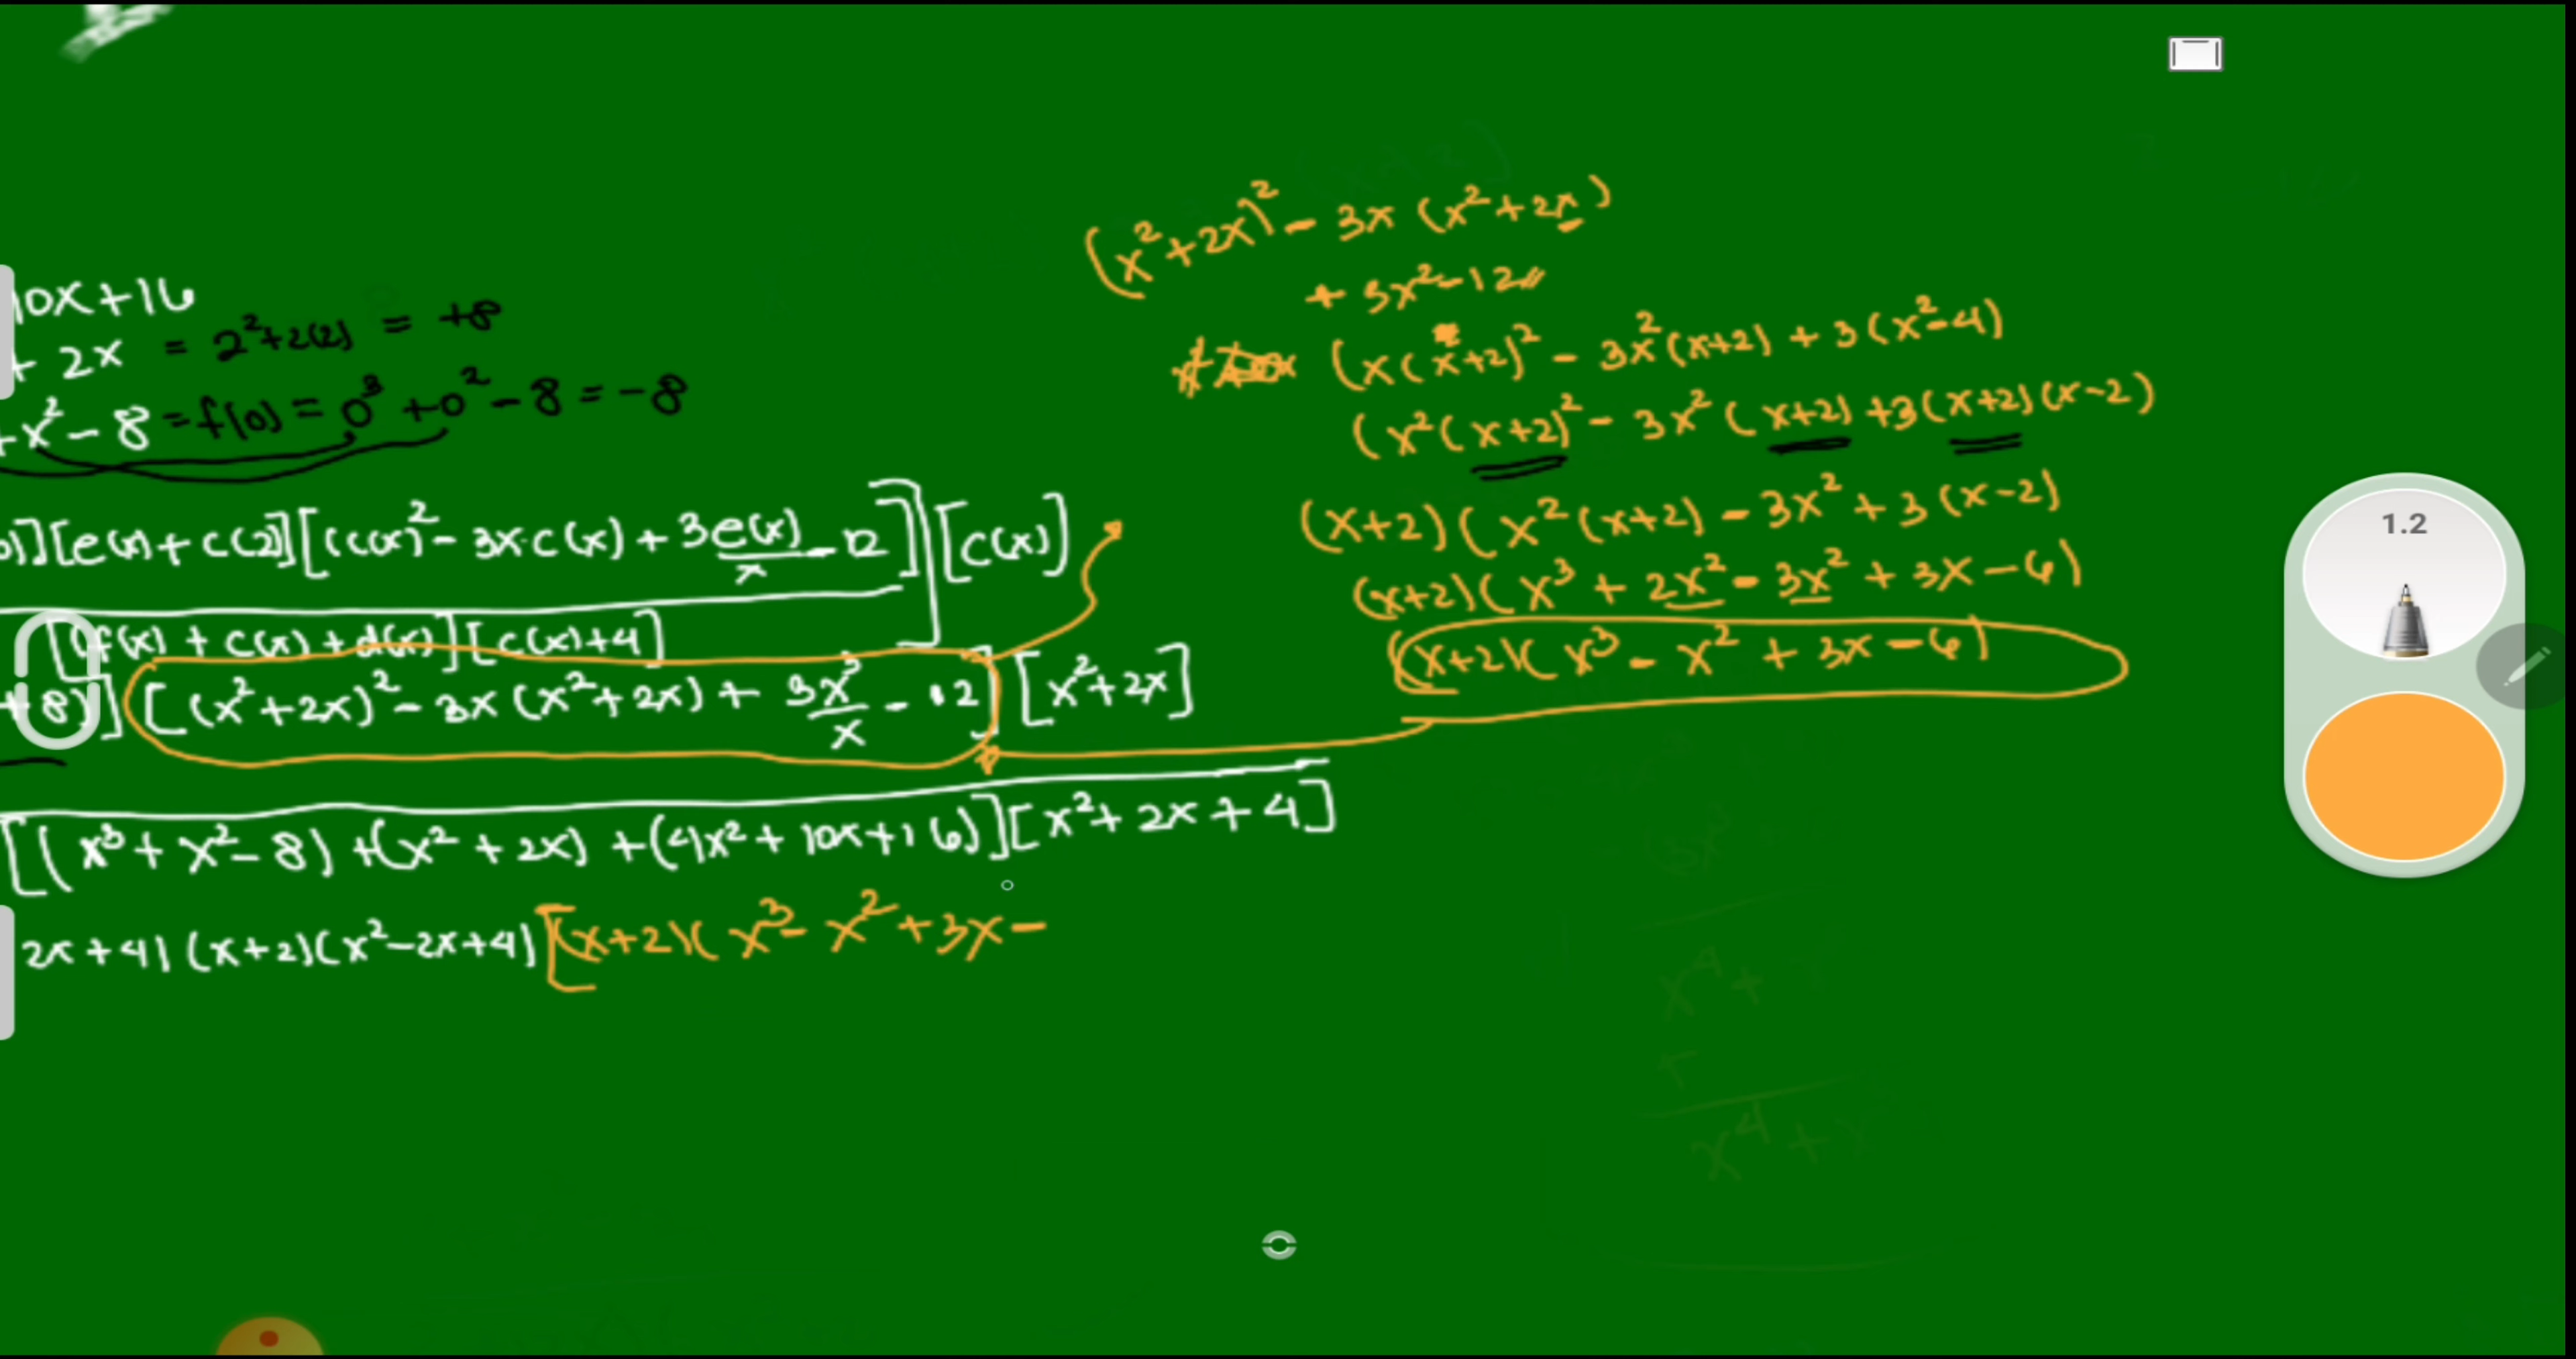 10x+16
+ 2x = 2²+2(2) = +8
+x²-8 =f(0) = 0³ +0² -8 = -8
][e(x)+c(2)][(c(x)² - 3x·c(x) + 3e(x)/x - 12]][c(x)]
[(f(x) + c(x) + d(x)][c(x)+4]
+8)][(x²+2x)² - 3x(x²+2x) + 3x³/x - 12][x²+2x]
[(x³+x²-8) +(x²+2x) +(4x²+10x+16)][x²+2x+4]
2x+4)(x+2)(x²-2x+4)[(x+2)(x³-x²+3x-
(x²+2x)² - 3x (x²+2x)
+ 3x²-12
(x(x+2)² - 3x²(x+2) + 3(x²-4)
(x²(x+2)² - 3x²(x+2) +3(x+2)(x-2)
(x+2)(x²(x+2) - 3x² + 3(x-2)
(x+2)(x³ + 2x² - 3x² + 3x - 6)
(x+2)(x³ - x² + 3x - 6)
1.2